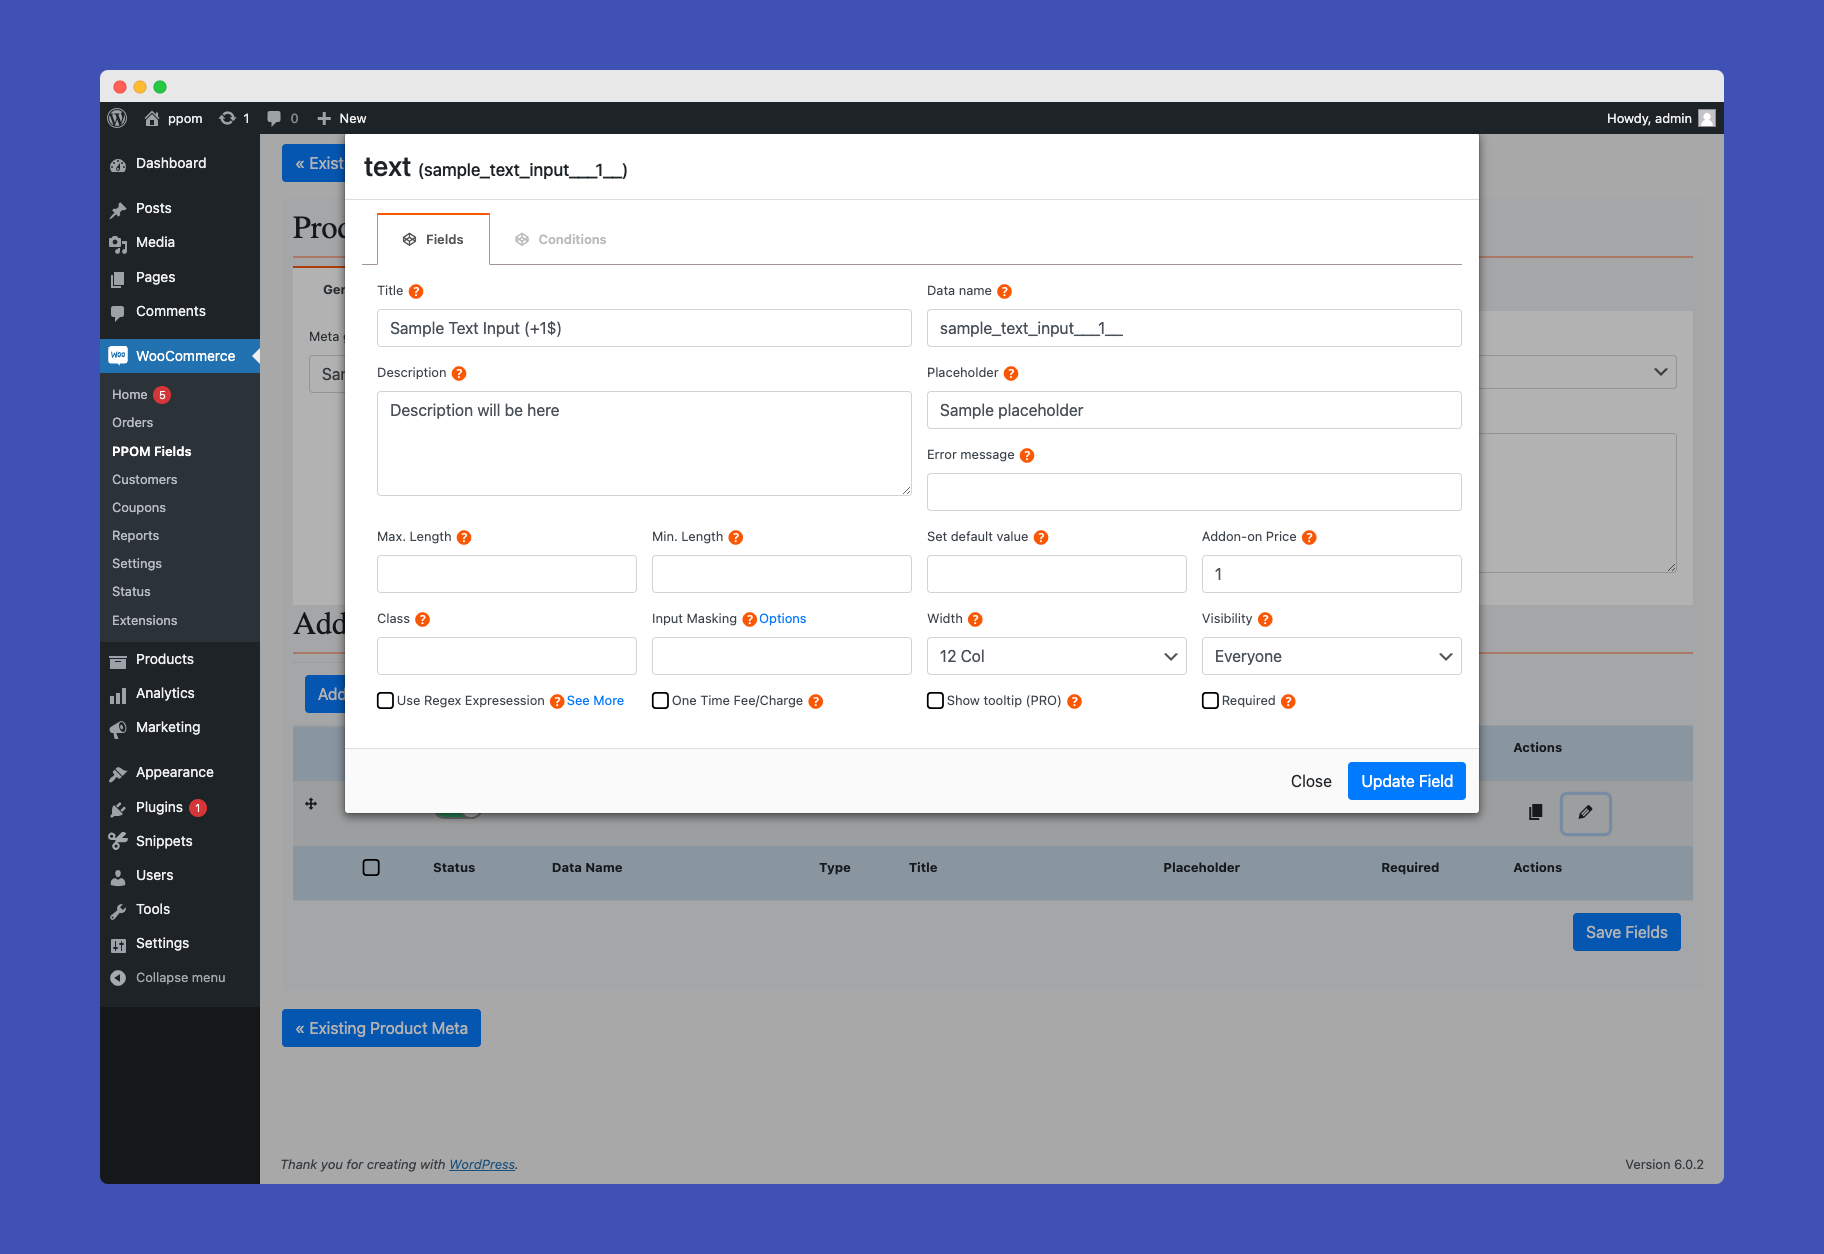 ppom 1 0 New Howdy, admin
Dashboard
Posts
Media
Pages
Comments
WooCommerce
Home 5
Orders
PPOM Fields
Customers
Coupons
Reports
Settings
Status
Extensions
Products
Analytics
Marketing
Appearance
Plugins 1
Snippets
Users
Tools
Settings
Collapse menu
« Exist
Proc
Ger
Meta
Sar
Add
Add
text (sample_text_input___1__)
Fields Conditions
Title ? Data name ?
Sample Text Input (+1$) sample_text_input___1__
Description ? Placeholder ?
Description will be here Sample placeholder
Error message ?
Max. Length ? Min. Length ? Set default value ? Addon-on Price ?
1
Class ? Input Masking ? Options Width ? Visibility ?
12 Col Everyone
Use Regex Expresession ? See More One Time Fee/Charge ? Show tooltip (PRO) ? Required ?
Close Update Field
Actions
Status Data Name Type Title Placeholder Required Actions
Save Fields
« Existing Product Meta
Thank you for creating with WordPress. Version 6.0.2